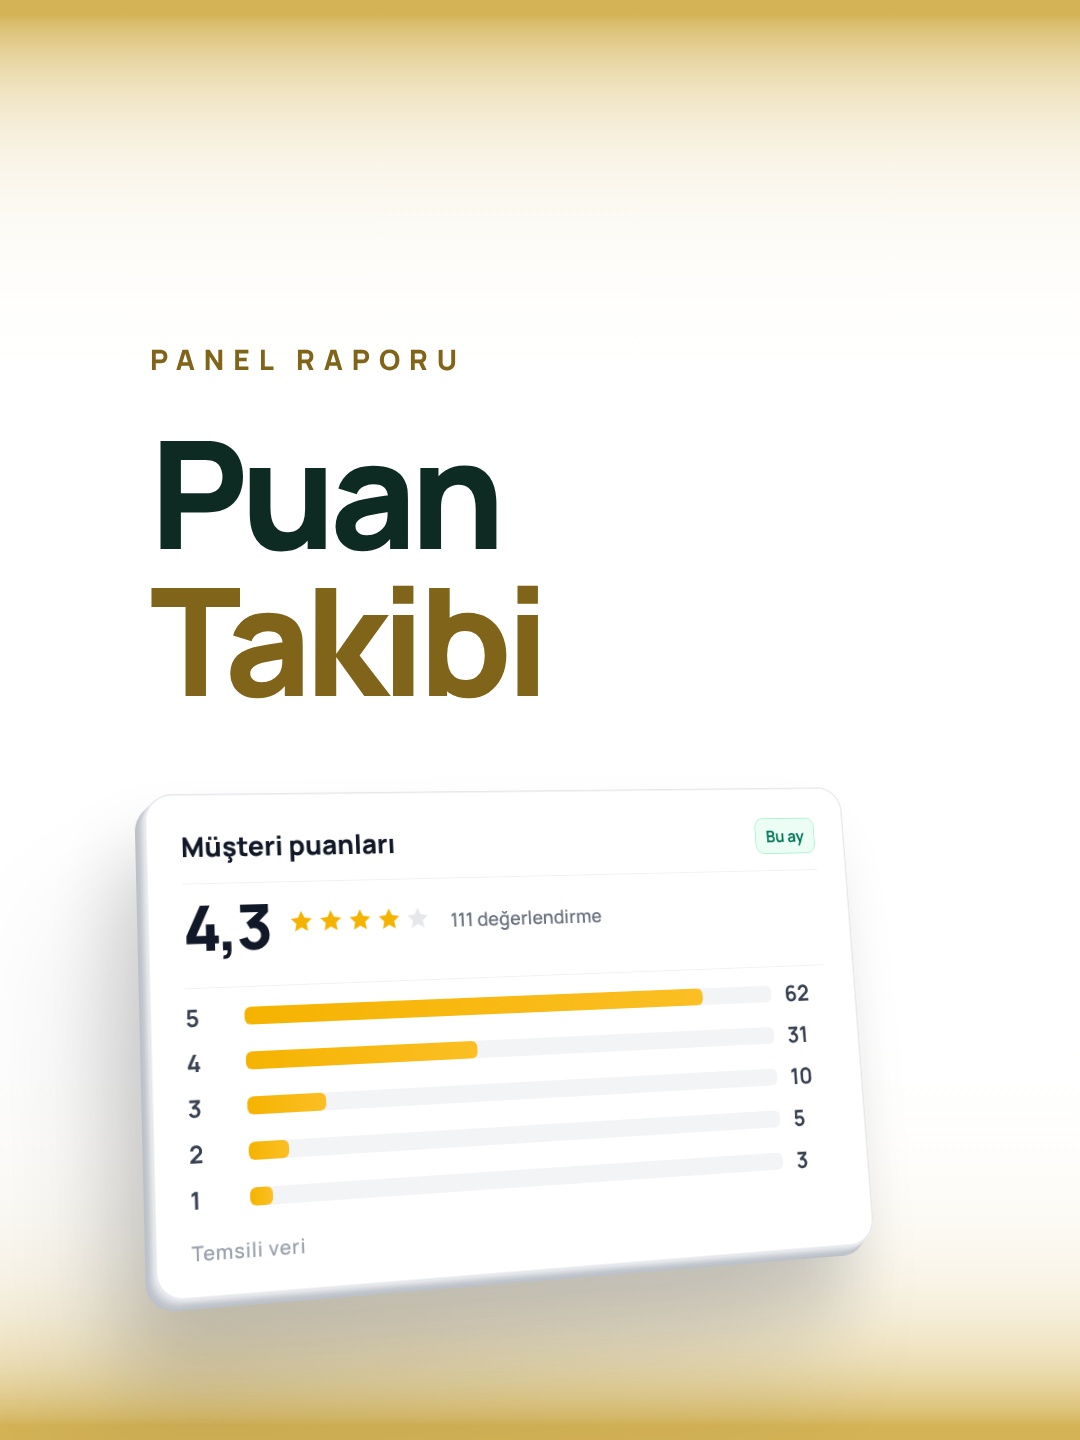 PANEL RAPORU
Puan
Takibi
Müşteri puanları
Bu ay
4,3 111 değerlendirme
5 62
4 31
3 10
2 5
1 3
Temsili veri